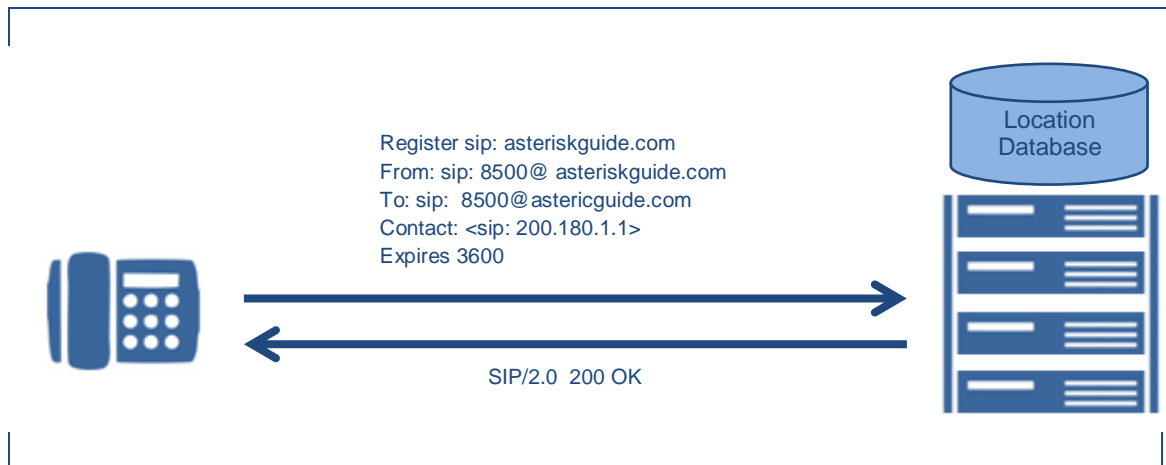 Location
Database
Register sip: asteriskguide.com
From: sip: 8500@ asteriskguide.com
To: sip:  8500@astericguide.com
Contact: <sip: 200.180.1.1>
Expires 3600
SIP/2.0  200 OK